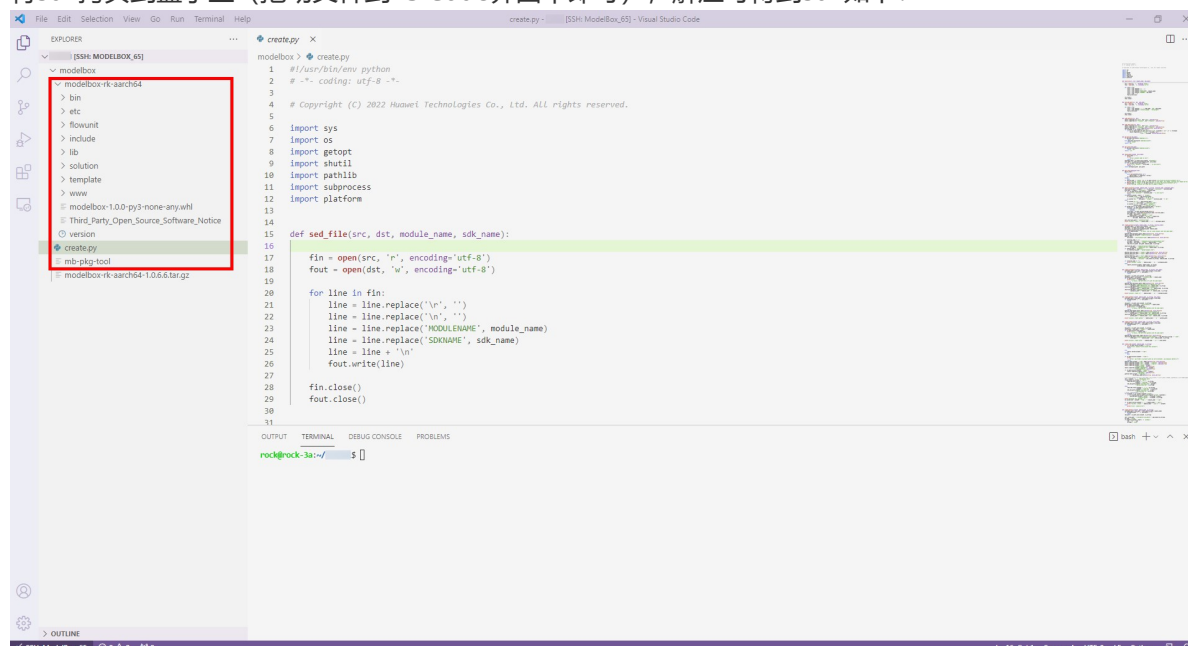 File Edit Selection View Go Run Terminal Help
create.py - [SSH: ModelBox_65] - Visual Studio Code
EXPLORER
[SSH: MODELBOX_65]
modelbox
modelbox-rk-aarch64
bin
etc
flowunit
include
lib
solution
template
www
modelbox-1.0.0-py3-none-any.whl
Third_Party_Open_Source_Software_Notice
version
create.py
mb-pkg-tool
modelbox-rk-aarch64-1.0.6.6.tar.gz
OUTLINE
create.py
modelbox > create.py
1 #!/usr/bin/env python
2 # -*- coding: utf-8 -*-
3
4 # Copyright (C) 2022 Huawei Technologies Co., Ltd. All rights reserved.
5
6 import sys
7 import os
8 import getopt
9 import shutil
10 import pathlib
11 import subprocess
12 import platform
13
14
15 def sed_file(src, dst, module_name, sdk_name):
16
17 fin = open(src, 'r', encoding='utf-8')
18 fout = open(dst, 'w', encoding='utf-8')
19
20 for line in fin:
21 line = line.replace('\r', '')
22 line = line.replace('\n', '')
23 line = line.replace('MODULENAME', module_name)
24 line = line.replace('SDKNAME', sdk_name)
25 line = line + '\n'
26 fout.write(line)
27
28 fin.close()
29 fout.close()
30
31
OUTPUT TERMINAL DEBUG CONSOLE PROBLEMS
bash
rock@rock-3a:~/ $